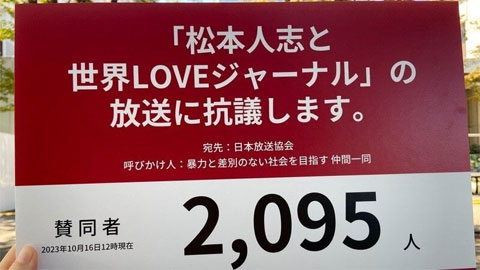 「松本人志と
世界LOVEジャーナル」の
放送に抗議します。
宛先：日本放送協会
呼びかけ人：暴力と差別のない社会を目指す 仲間一同
賛同者
2023年10月16日12時現在
2,095人